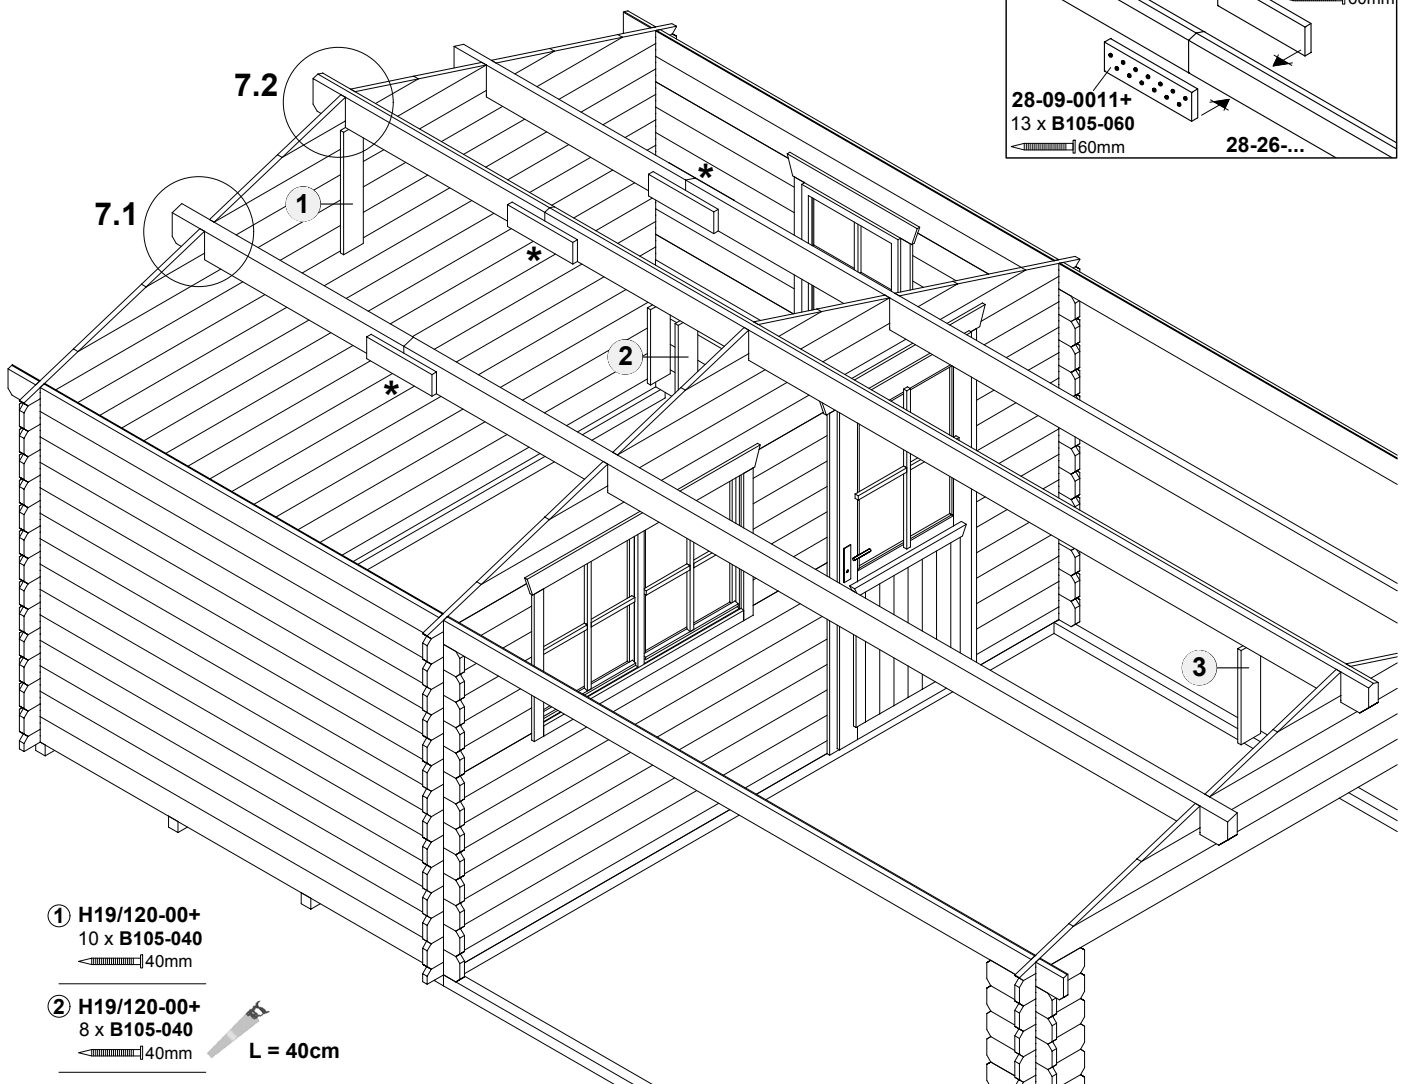 60mm
7.2
28-09-0011+
13 x B105-060
60mm
28-26-...
*
1
7.1
*
2
*
3
1 H19/120-00+
10 x B105-040
40mm
2 H19/120-00+
8 x B105-040
40mm
L = 40cm